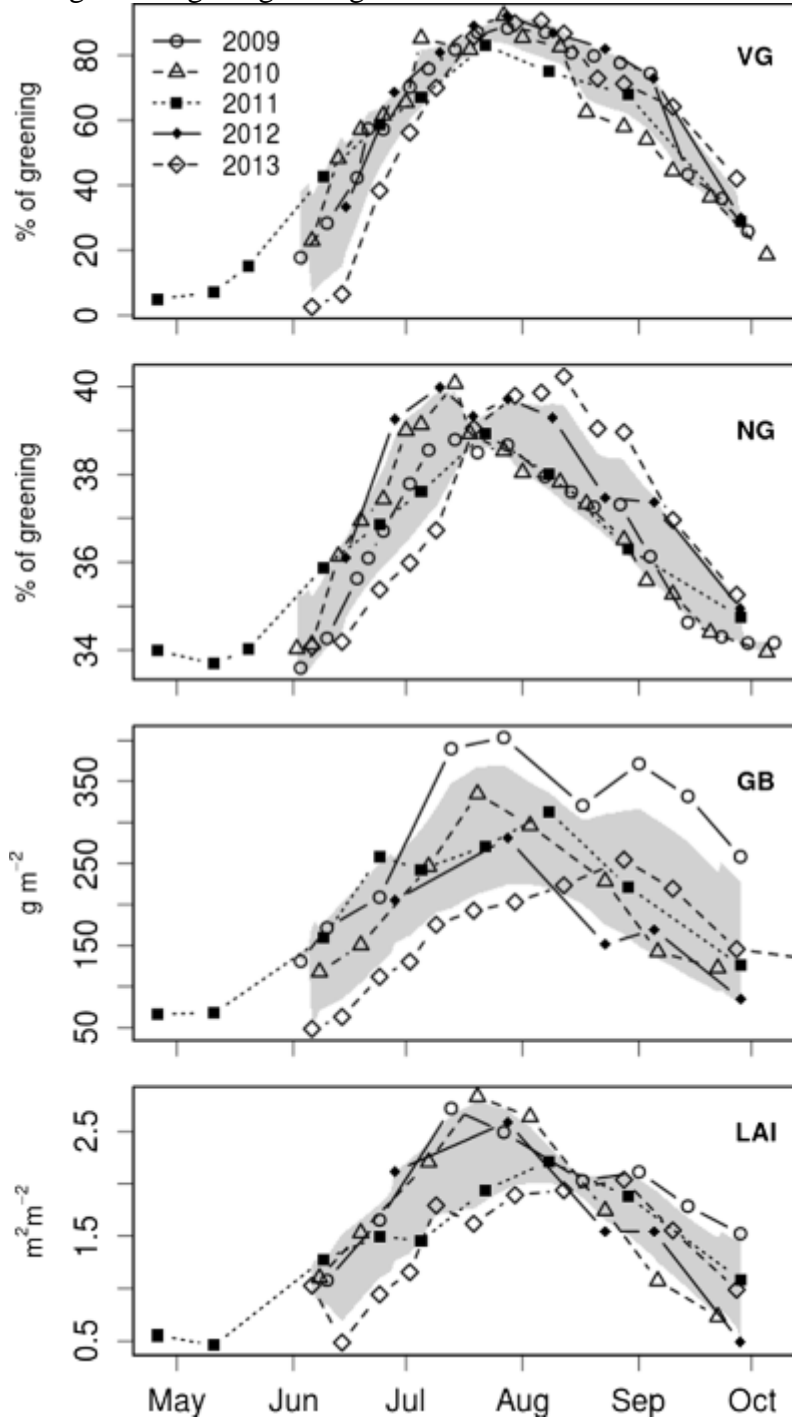 2009
2010
2011
2012
2013
VG
% of greening
0 20 40 60 80
NG
% of greening
34 36 38 40
GB
g m⁻²
50 150 250 350
LAI
m²m⁻²
0.5 1.5 2.5
May Jun Jul Aug Sep Oct